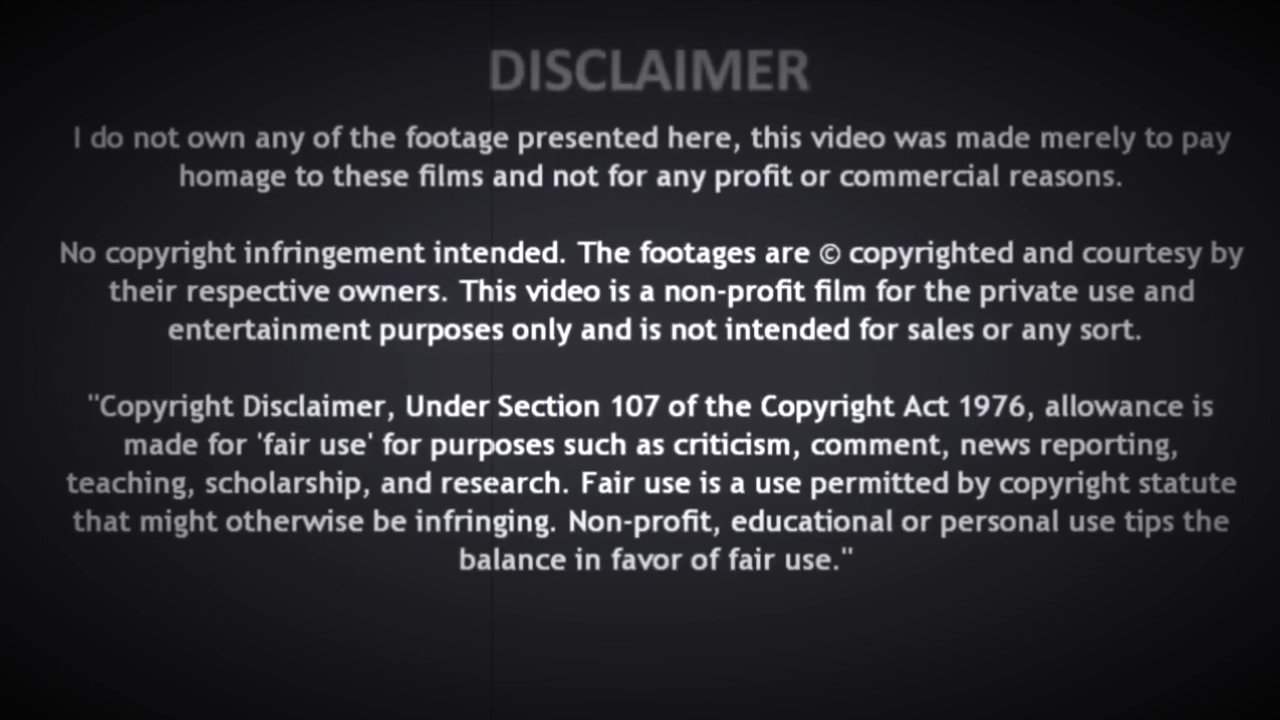 DISCLAIMER
I do not own any of the footage presented here, this video was made merely to pay
homage to these films and not for any profit or commercial reasons.
No copyright infringement intended. The footages are © copyrighted and courtesy by
their respective owners. This video is a non-profit film for the private use and
entertainment purposes only and is not intended for sales or any sort.
"Copyright Disclaimer, Under Section 107 of the Copyright Act 1976, allowance is
made for 'fair use' for purposes such as criticism, comment, news reporting,
teaching, scholarship, and research. Fair use is a use permitted by copyright statute
that might otherwise be infringing. Non-profit, educational or personal use tips the
balance in favor of fair use."